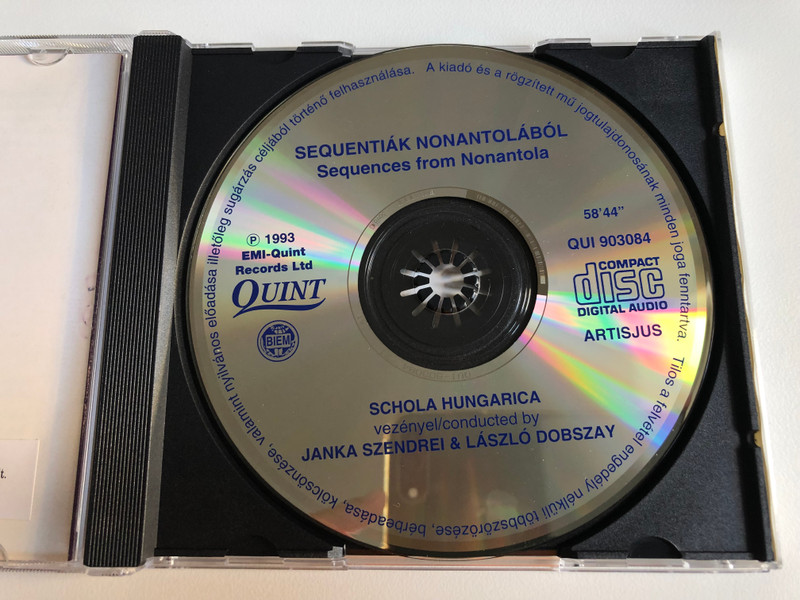 A kiadó és a rögzített mű jogtulajdonosának minden joga fenntartva. Tilos a felvétel engedély nélküli többszörözése, bérbeadása, kölcsönzése, valamint nyilvános előadása illetőleg sugárzás céljából történő felhasználása.
SEQUENTIÁK NONANTOLÁBÓL
Sequences from Nonantola
℗ 1993
EMI-Quint
Records Ltd
QUINT
BIEM
58'44"
QUI 903084
COMPACT
disc
DIGITAL AUDIO
ARTISJUS
SCHOLA HUNGARICA
vezényel/conducted by
JANKA SZENDREI & LÁSZLÓ DOBSZAY
t.